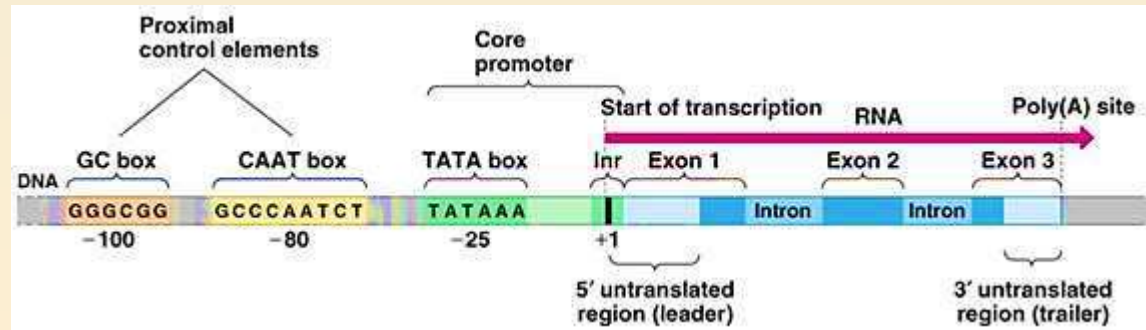 Proximal
control elements
Core
promoter
Start of transcription
RNA
Poly(A) site
GC box
CAAT box
TATA box
Inr
Exon 1
Exon 2
Exon 3
DNA
GGGCGG
GCCCAATCT
TATAAA
Intron
Intron
−100
−80
−25
+1
5′ untranslated
region (leader)
3′ untranslated
region (trailer)